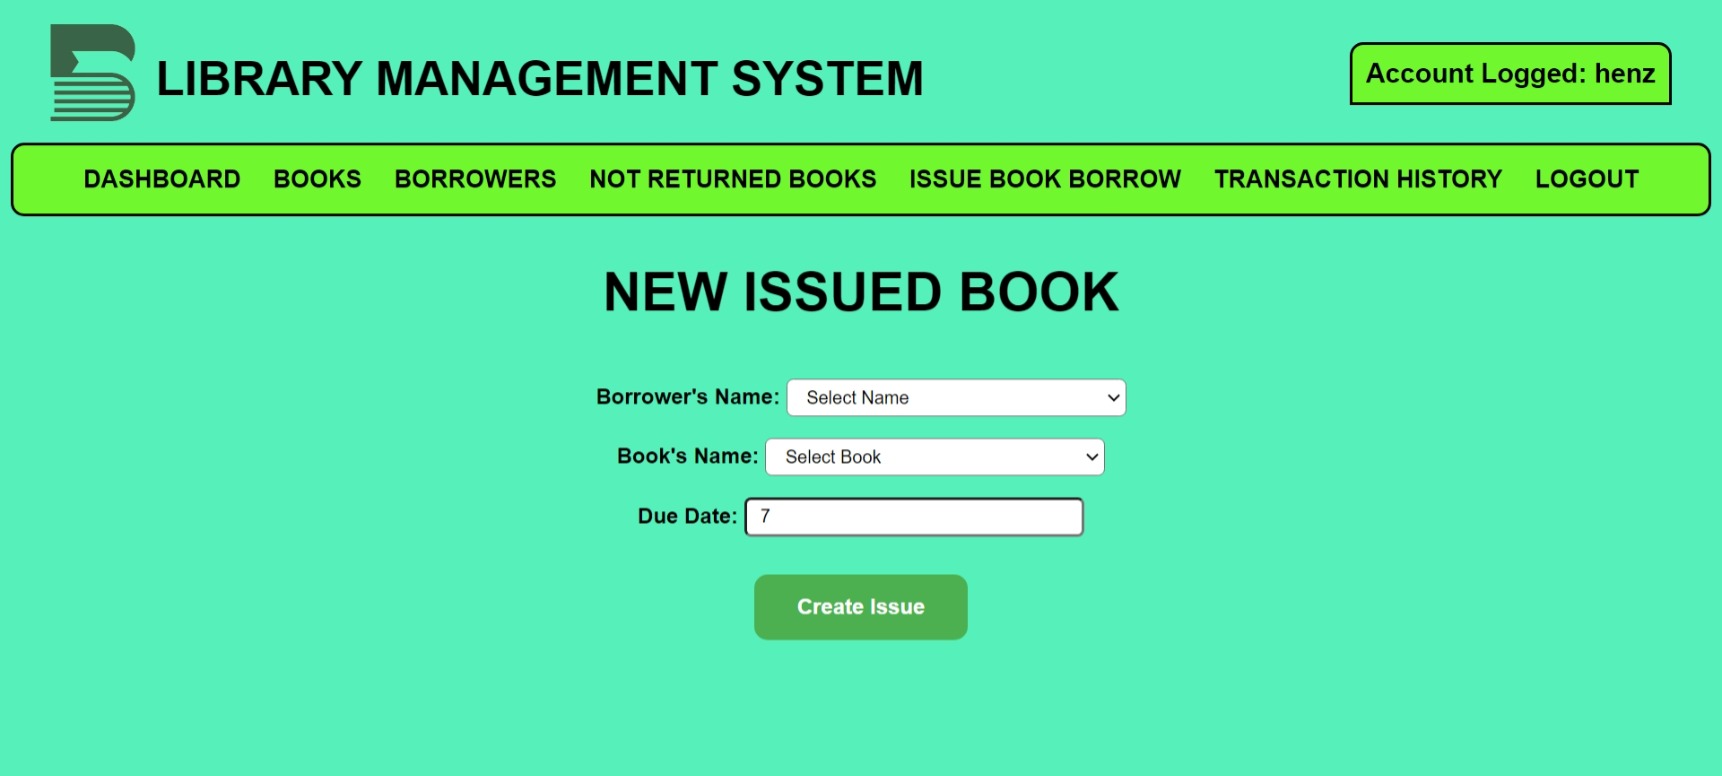 LIBRARY MANAGEMENT SYSTEM
Account Logged: henz
DASHBOARD BOOKS BORROWERS NOT RETURNED BOOKS ISSUE BOOK BORROW TRANSACTION HISTORY LOGOUT
NEW ISSUED BOOK
Borrower's Name: Select Name
Book's Name: Select Book
Due Date: 7
Create Issue